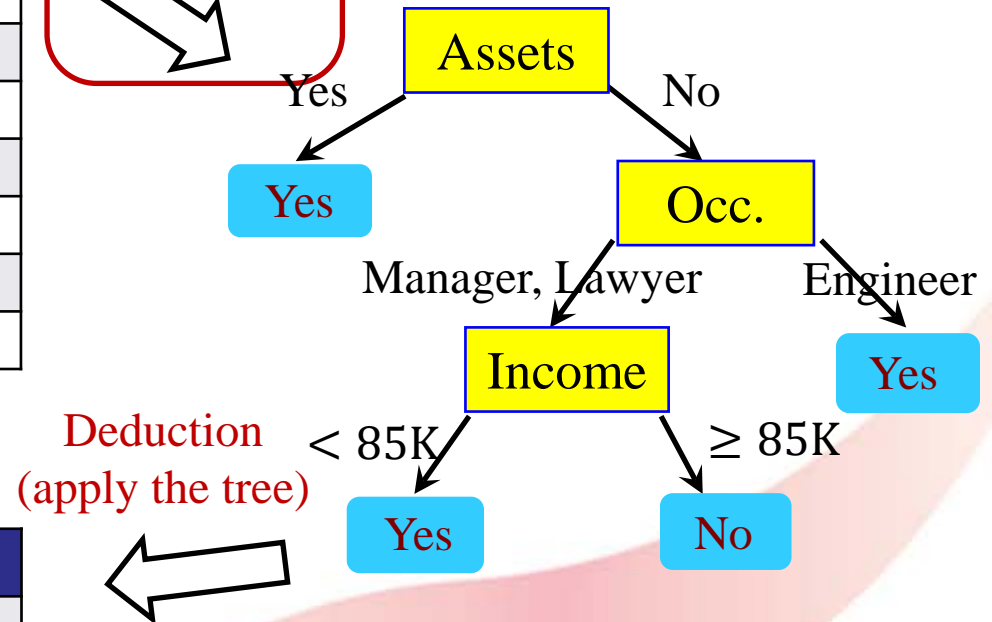 Assets
Yes
No
Yes
Occ.
Manager, Lawyer
Engineer
Income
Yes
Deduction
(apply the tree)
< 85K
≥ 85K
Yes
No